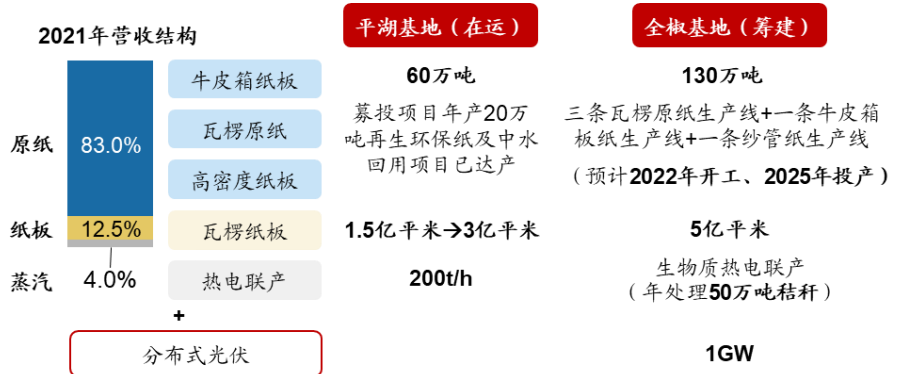 2021年营收结构
平湖基地（在运）
全椒基地（筹建）
原纸
83.0%
牛皮箱纸板
瓦楞原纸
高密度纸板
60万吨
募投项目年产20万
吨再生环保纸及中水
回用项目已达产
130万吨
三条瓦楞原纸生产线+一条牛皮箱
板纸生产线+一条纱管纸生产线
（预计2022年开工、2025年投产）
纸板
12.5%
瓦楞纸板
1.5亿平米→3亿平米
5亿平米
蒸汽
4.0%
热电联产
200t/h
生物质热电联产
（年处理50万吨秸秆）
+
分布式光伏
1GW